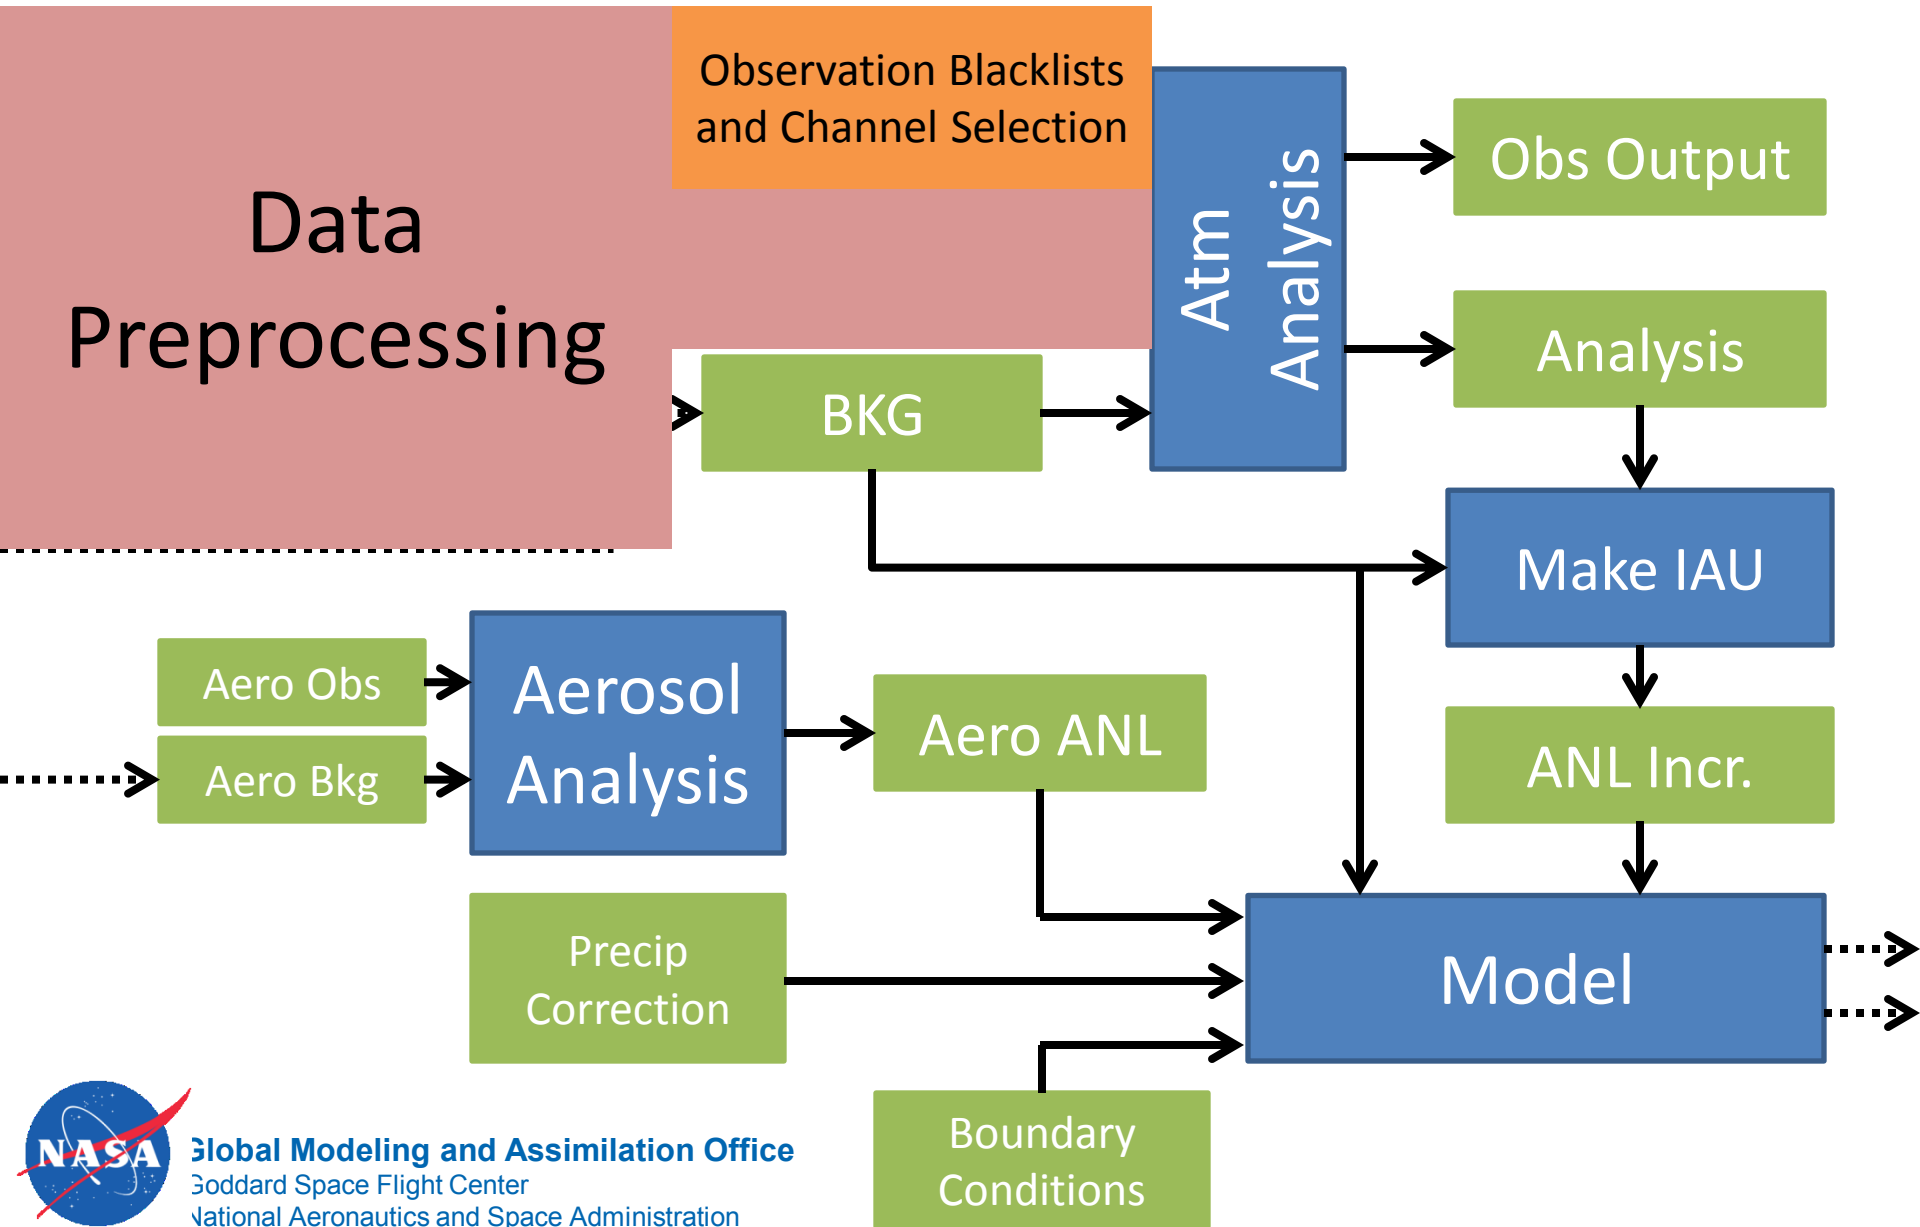 Observation Blacklists
and Channel Selection
Data
Preprocessing
Atm
Analysis
Obs Output
Analysis
BKG
Make IAU
Aero Obs
Aerosol
Analysis
Aero Bkg
Aero ANL
ANL Incr.
Precip
Correction
Model
Boundary
Conditions
NASA
Global Modeling and Assimilation Office
Goddard Space Flight Center
National Aeronautics and Space Administration